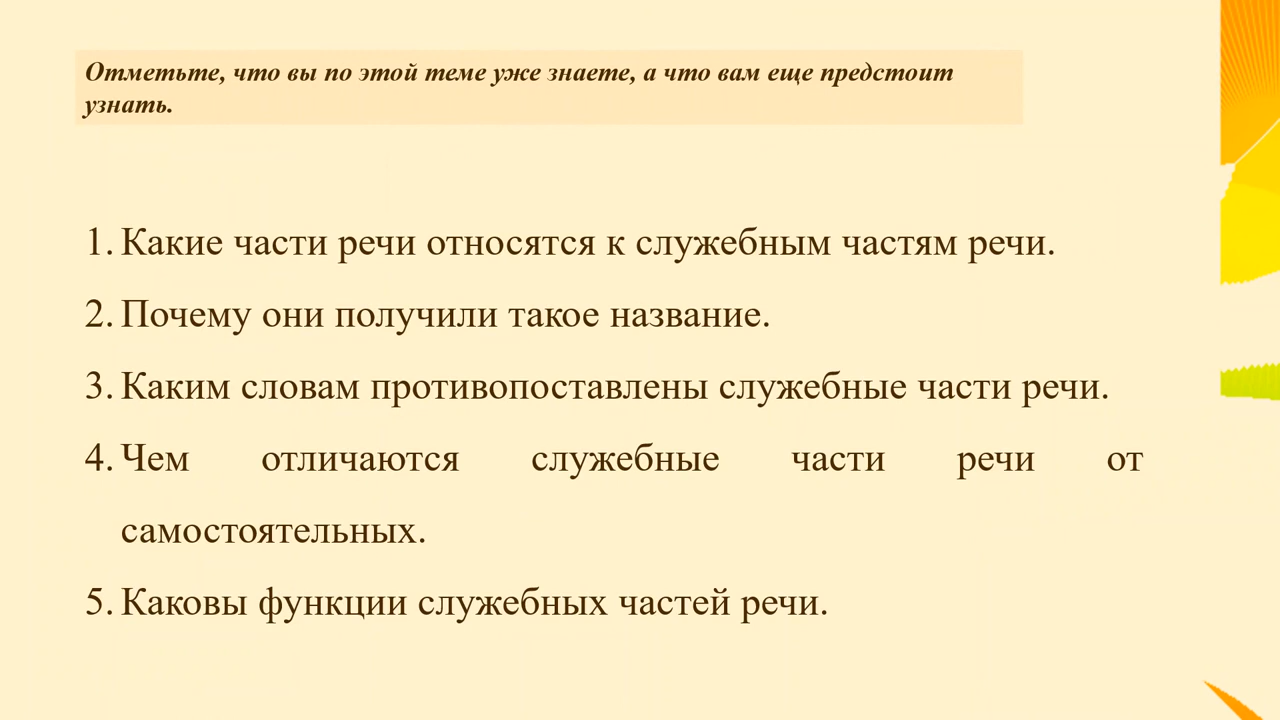 Отметьте, что вы по этой теме уже знаете, а что вам еще предстоит
узнать.
1. Какие части речи относятся к служебным частям речи.
2. Почему они получили такое название.
3. Каким словам противопоставлены служебные части речи.
4. Чем отличаются служебные части речи от
самостоятельных.
5. Каковы функции служебных частей речи.